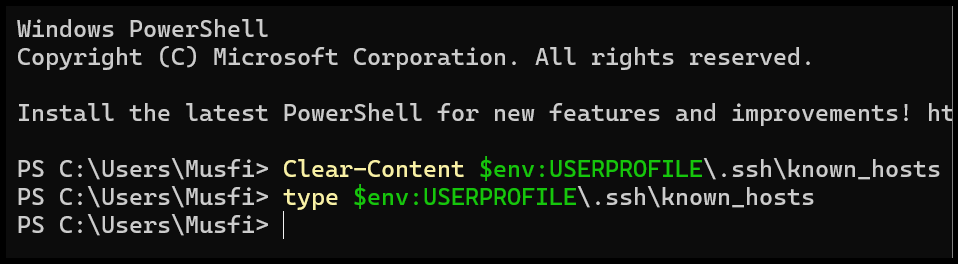 Windows PowerShell
Copyright (C) Microsoft Corporation. All rights reserved.
Install the latest PowerShell for new features and improvements! ht
PS C:\Users\Musfi> Clear-Content $env:USERPROFILE\.ssh\known_hosts
PS C:\Users\Musfi> type $env:USERPROFILE\.ssh\known_hosts
PS C:\Users\Musfi>